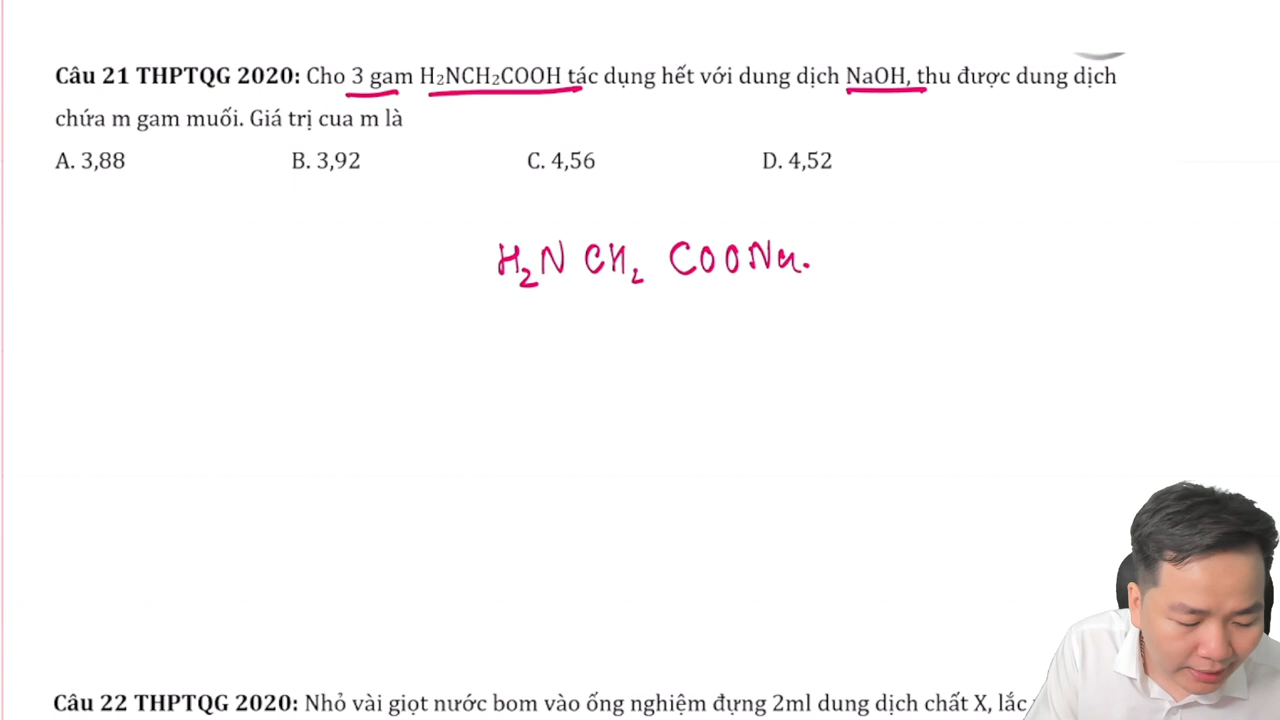 Câu 21 THPTQG 2020: Cho 3 gam H₂NCH₂COOH tác dụng hết với dung dịch NaOH, thu được dung dịch
chứa m gam muối. Giá trị cua m là
A. 3,88 B. 3,92 C. 4,56 D. 4,52
H₂N CH₂ COONa.
Câu 22 THPTQG 2020: Nhỏ vài giọt nước bom vào ống nghiệm đựng 2ml dung dịch chất X, lắc